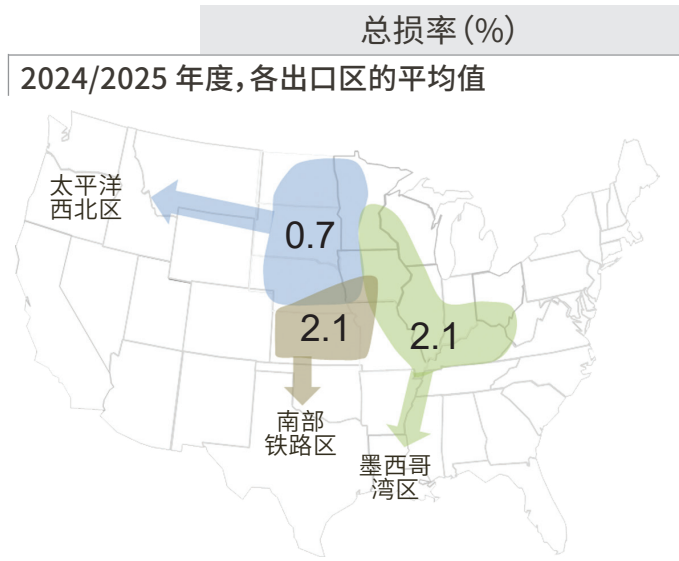 总损率(%)
2024/2025 年度,各出口区的平均值
太平洋
西北区
0.7
2.1
2.1
南部
铁路区
墨西哥
湾区